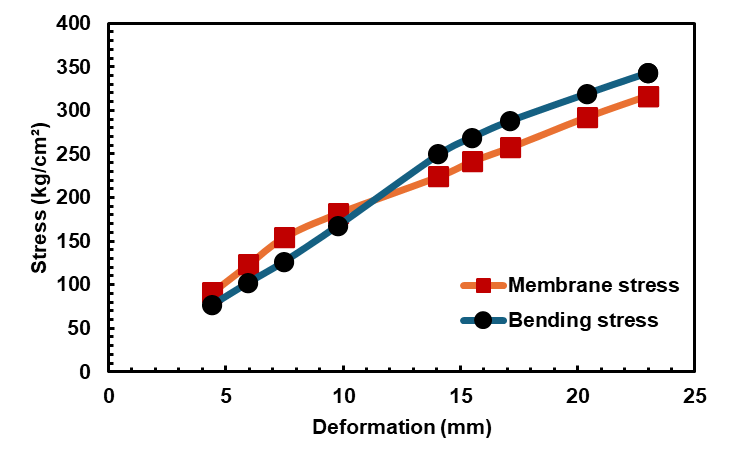 400
350
300
250
200
150
100
50
0
Stress (kg/cm²)
Membrane stress
Bending stress
0 5 10 15 20 25
Deformation (mm)